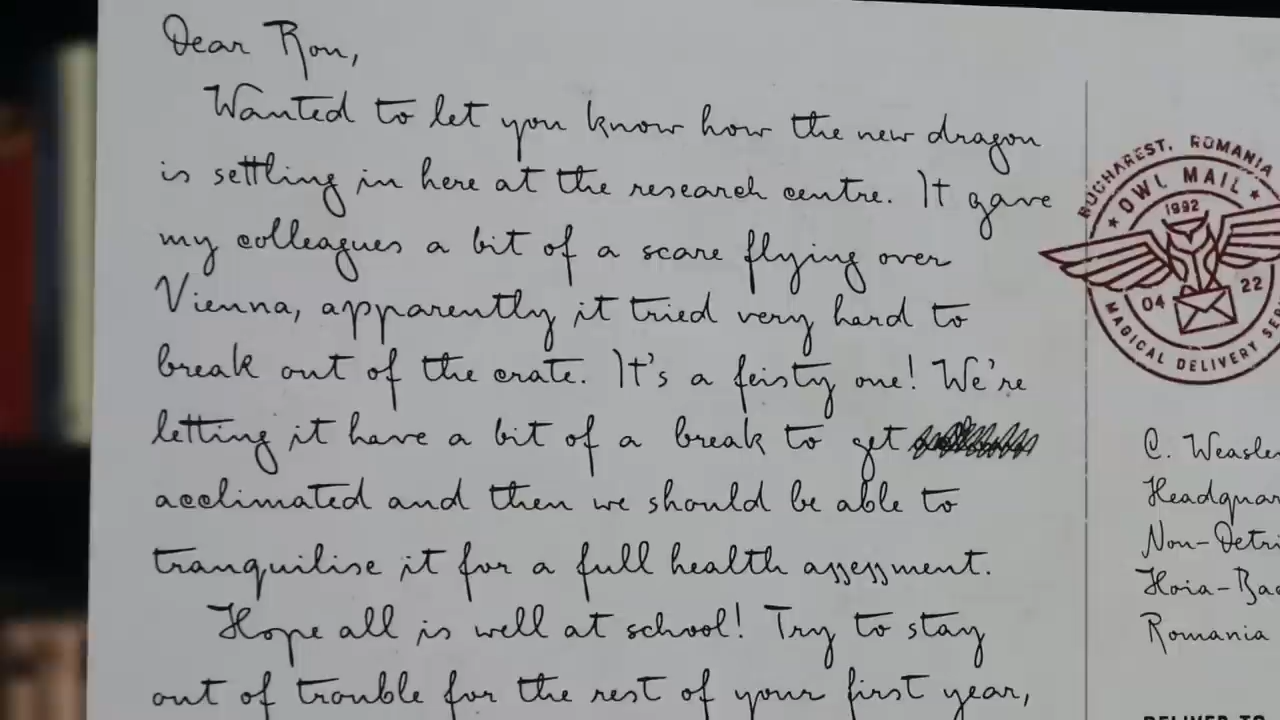 Dear Ron,
Wanted to let you know how the new dragon
is settling in here at the research centre. It gave
my colleagues a bit of a scare flying over
Vienna, apparently it tried very hard to
break out of the crate. It's a feisty one! We're
letting it have a bit of a break to get
acclimated and then we should be able to
tranquilise it for a full health assessment.
Hope all is well at school! Try to stay
out of trouble for the rest of your first year,
BUCHAREST, ROMANIA
★ OWL MAIL ★
1992
04 22
MAGICAL DELIVERY SER
C. Weasle
Headquar
Non-Detri
Hoia-Bac
Romania
DELIVER TO